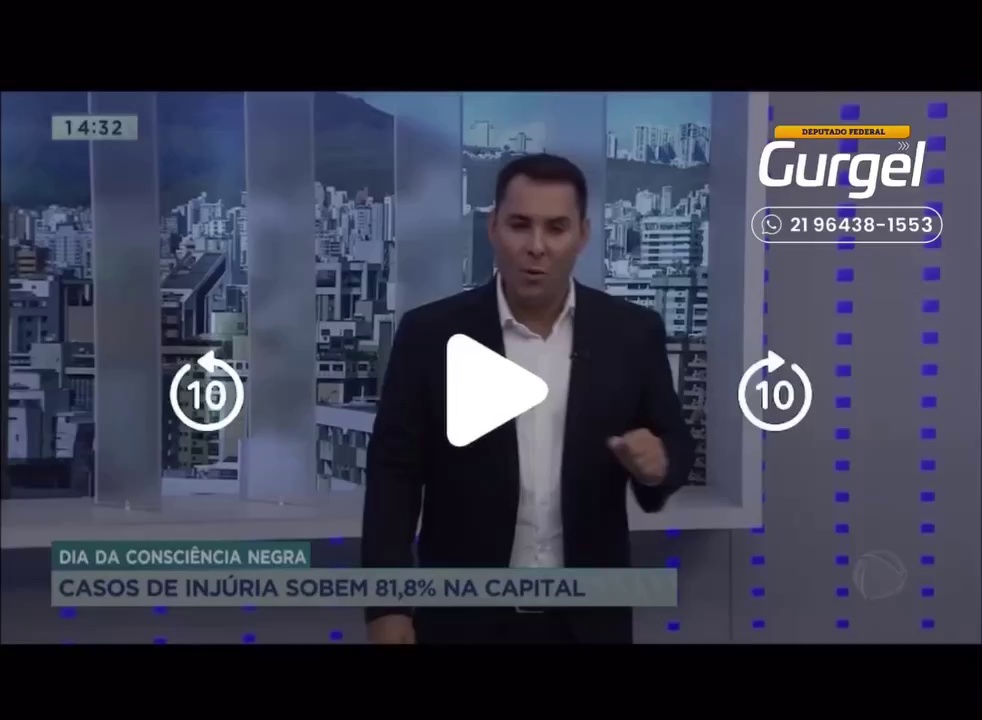 14:32
DEPUTADO FEDERAL
Gurgel
21 96438-1553
10
10
DIA DA CONSCIÊNCIA NEGRA
CASOS DE INJÚRIA SOBEM 81,8% NA CAPITAL